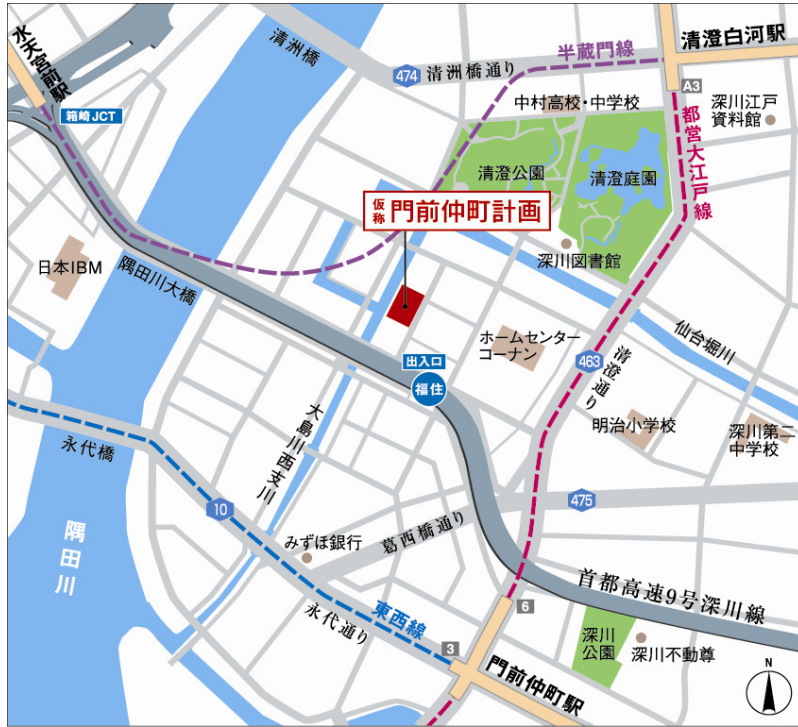 水天宮前駅
清洲橋
474
清洲橋通り
半蔵門線
清澄白河駅
A3
箱崎JCT
中村高校・中学校
深川江戸
資料館
都営大江戸線
清澄公園
清澄庭園
仮称
門前仲町計画
深川図書館
日本IBM
隅田川大橋
仙台堀川
ホームセンター
コーナン
出入口
福住
463
清澄通り
大島川西支川
明治小学校
深川第二
中学校
永代橋
10
475
隅田川
みずほ銀行
葛西橋通り
首都高速9号深川線
永代通り
東西線
3
6
門前仲町駅
深川
公園
深川不動尊
N